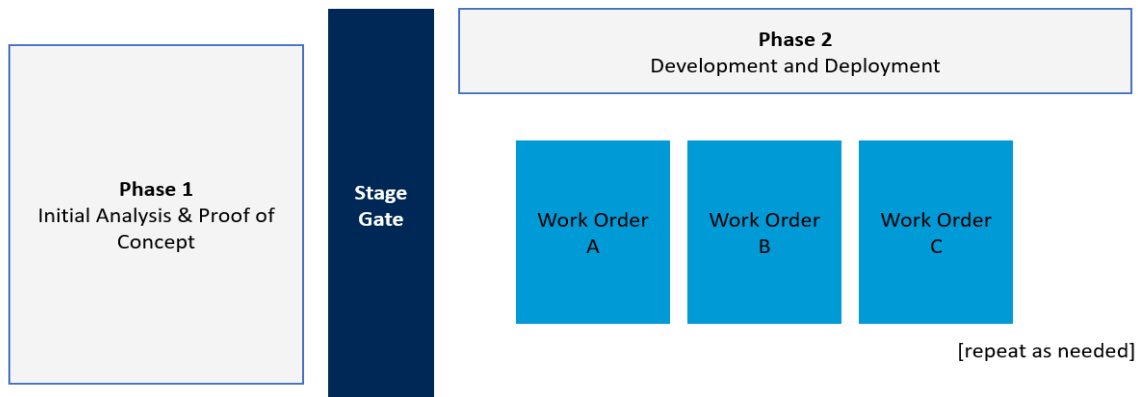 Phase 1
Initial Analysis & Proof of
Concept
Stage
Gate
Phase 2
Development and Deployment
Work Order
A
Work Order
B
Work Order
C
[repeat as needed]